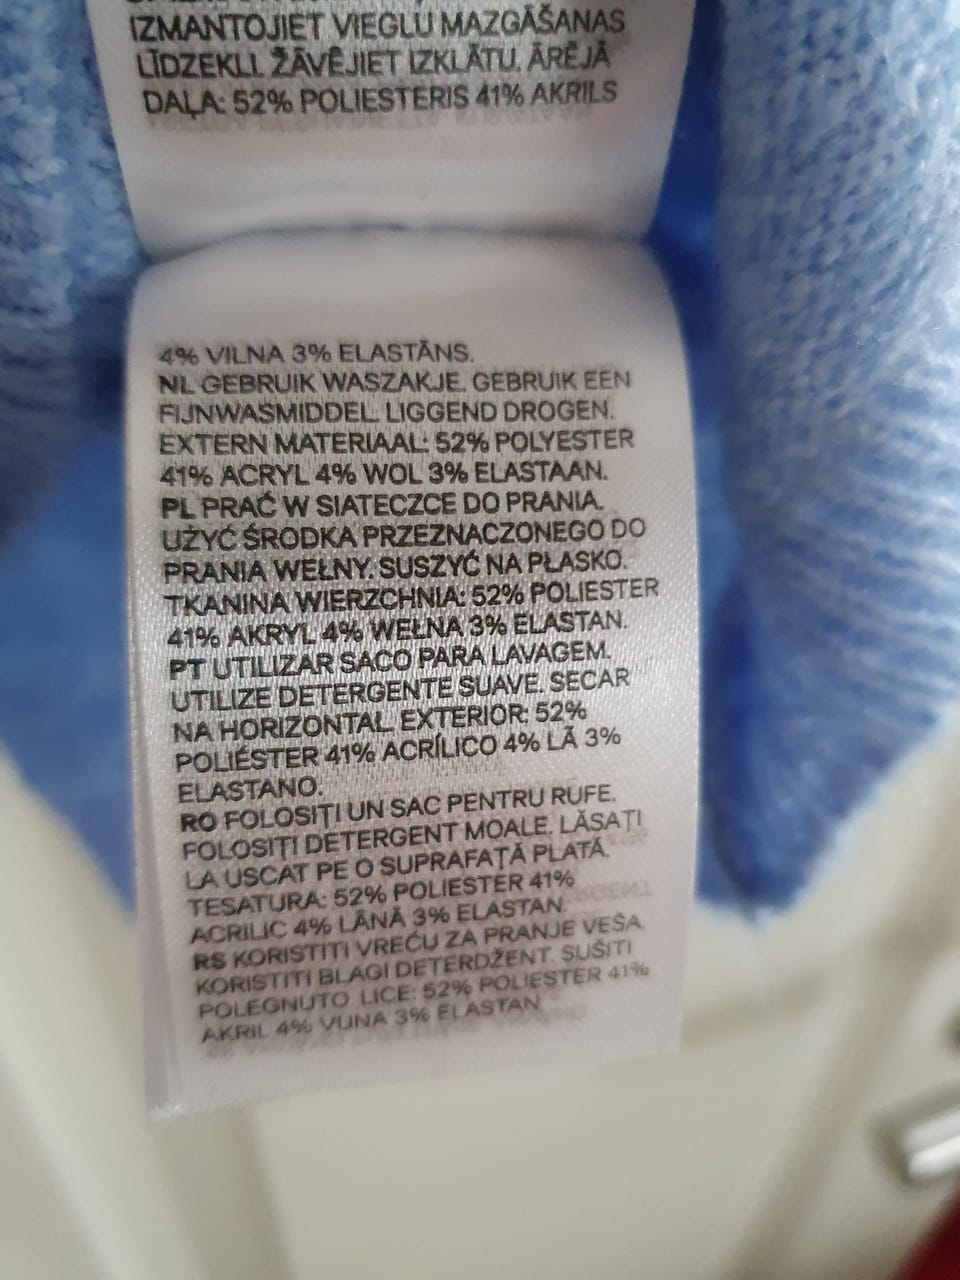 IZMANTOJIET VIEGLU MAZGĀŠANAS
LĪDZEKLI. ŽĀVĒJIET IZKLĀTU. ĀRĒJĀ
DAĻA: 52% POLIESTERIS 41% AKRILS
4% VILNA 3% ELASTĀNS.
NL GEBRUIK WASZAKJE. GEBRUIK EEN
FIJNWASMIDDEL. LIGGEND DROGEN.
EXTERN MATERIAAL: 52% POLYESTER
41% ACRYL 4% WOL 3% ELASTAAN.
PL PRAĆ W SIATECZCE DO PRANIA.
UŻYĆ ŚRODKA PRZEZNACZONEGO DO
PRANIA WEŁNY. SUSZYĆ NA PŁASKO.
TKANINA WIERZCHNIA: 52% POLIESTER
41% AKRYL 4% WEŁNA 3% ELASTAN.
PT UTILIZAR SACO PARA LAVAGEM.
UTILIZE DETERGENTE SUAVE. SECAR
NA HORIZONTAL. EXTERIOR: 52%
POLIÉSTER 41% ACRÍLICO 4% LÃ 3%
ELASTANO.
RO FOLOSIȚI UN SAC PENTRU RUFE.
FOLOSIȚI DETERGENT MOALE. LĂSAȚI
LA USCAT PE O SUPRAFAȚĂ PLATĂ.
TESATURA: 52% POLIESTER 41%
ACRILIC 4% LÂNĂ 3% ELASTAN.
RS KORISTITI VREĆU ZA PRANJE VEŠA.
KORISTITI BLAGI DETERDŽENT. SUŠITI
POLEGNUTO. LICE: 52% POLIESTER 41%
AKRIL 4% VUNA 3% ELASTAN.